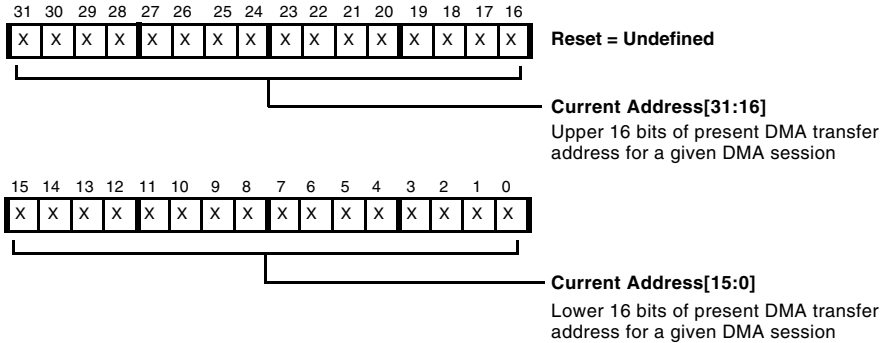 31 30 29 28 27 26 25 24 23 22 21 20 19 18 17 16
X X X X X X X X X X X X X X X X Reset = Undefined
Current Address[31:16]
Upper 16 bits of present DMA transfer
address for a given DMA session
15 14 13 12 11 10 9 8 7 6 5 4 3 2 1 0
X X X X X X X X X X X X X X X X
Current Address[15:0]
Lower 16 bits of present DMA transfer
address for a given DMA session